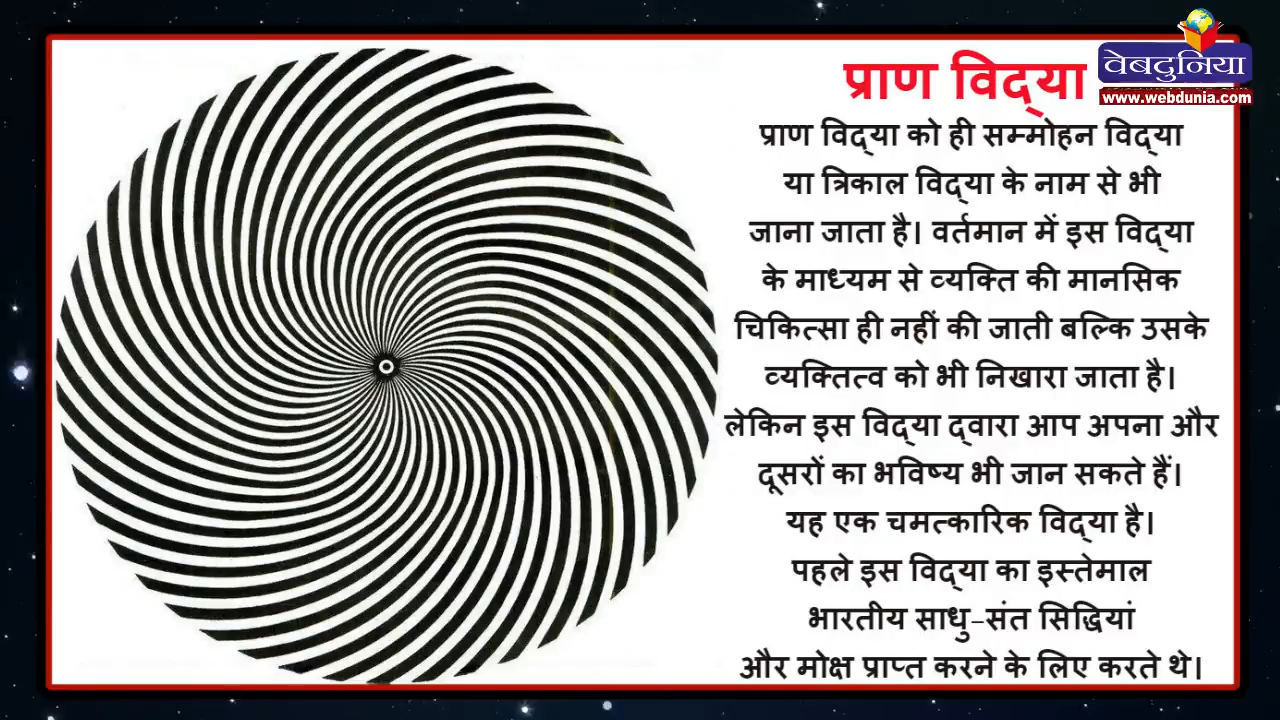 प्राण विद्या
वेबदुनिया
www.webdunia.com
प्राण विद्या को ही सम्मोहन विद्या
या त्रिकाल विद्या के नाम से भी
जाना जाता है। वर्तमान में इस विद्या
के माध्यम से व्यक्ति की मानसिक
चिकित्सा ही नहीं की जाती बल्कि उसके
व्यक्तित्व को भी निखारा जाता है।
लेकिन इस विद्या द्वारा आप अपना और
दूसरों का भविष्य भी जान सकते हैं।
यह एक चमत्कारिक विद्या है।
पहले इस विद्या का इस्तेमाल
भारतीय साधु-संत सिद्धियां
और मोक्ष प्राप्त करने के लिए करते थे।